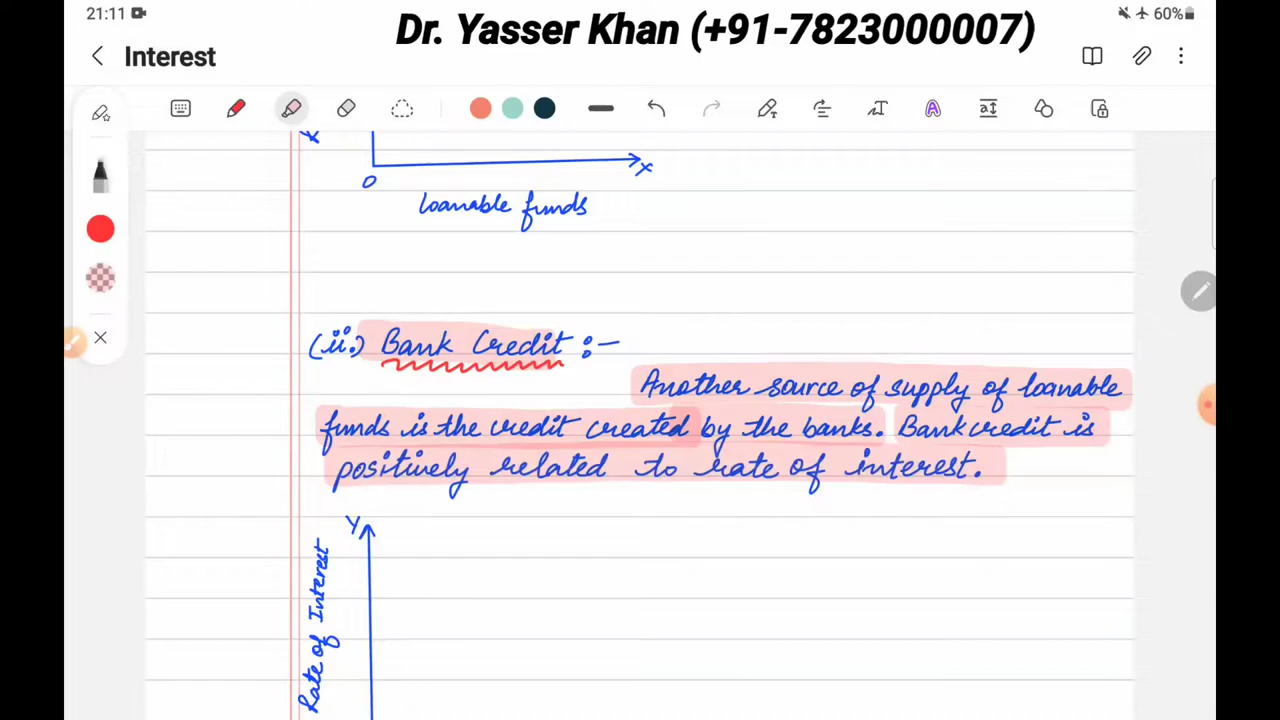 21:11
60%
Dr. Yasser Khan (+91-7823000007)
Interest
X
O
loanable funds
(ii.) Bank Credit :-
Another source of supply of loanable
funds is the credit created by the banks. Bank credit is
positively related to rate of interest.
Y
Rate of Interest